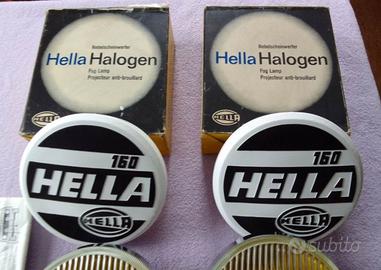 Nebelscheinwerfer
Hella Halogen
Fog Lamp
Projecteur anti-brouillard
HELLA
Nebelscheinwerfer
Hella Halogen
Fog Lamp
Projecteur anti-brouillard
HELLA
160
HELLA
HELLA
160
HELLA
HELLA
subito